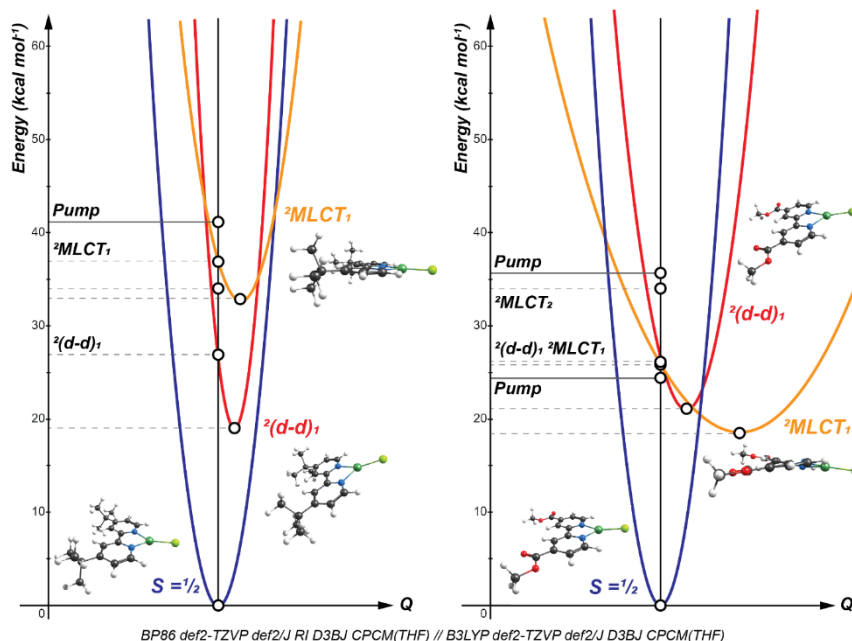 Energy (kcal mol-1)
60
50
40
30
20
10
0
Pump
²MLCT₁
²(d-d)₁
²MLCT₁
²(d-d)₁
S =½
Q
Energy (kcal mol-1)
60
50
40
30
20
10
0
Pump
²MLCT₂
²(d-d)₁ ²MLCT₁
Pump
²(d-d)₁
²MLCT₁
S =½
Q
BP86 def2-TZVP def2/J RI D3BJ CPCM(THF) // B3LYP def2-TZVP def2/J D3BJ CPCM(THF)